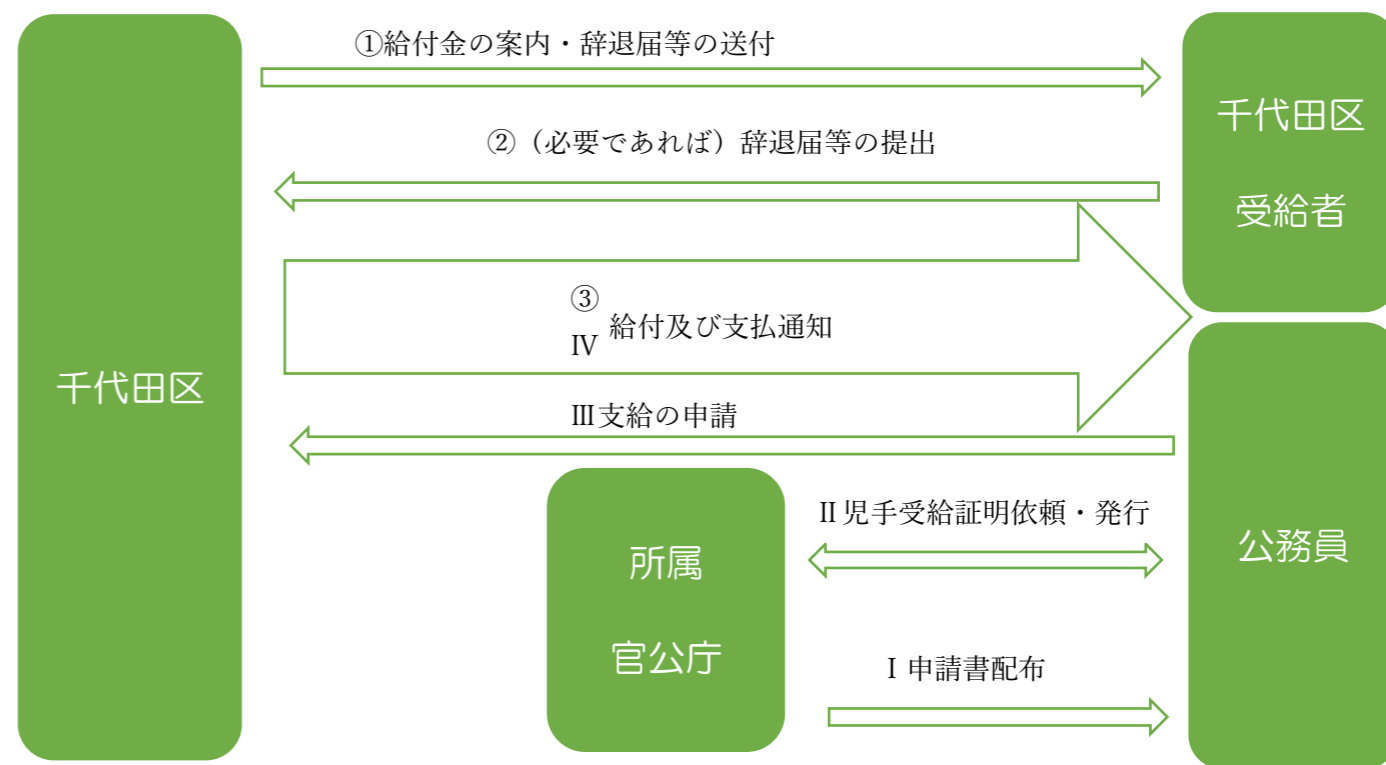 ①給付金の案内・辞退届等の送付
千代田区
受給者
②（必要であれば）辞退届等の提出
③
Ⅳ
給付及び支払通知
千代田区
Ⅲ支給の申請
Ⅱ児手受給証明依頼・発行
所属
官公庁
公務員
Ⅰ申請書配布